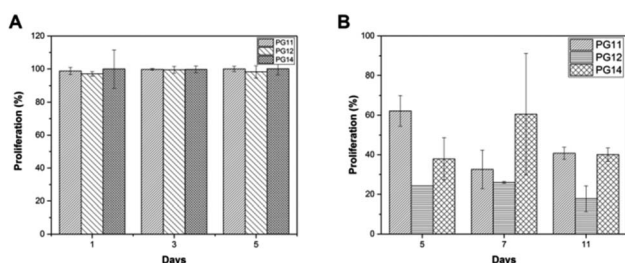 A
120
100
80
60
40
20
0
Proliferation (%)
PG11
PG12
PG14
1
3
5
Days
B
100
80
60
40
20
0
Proliferation (%)
PG11
PG12
PG14
5
7
11
Days